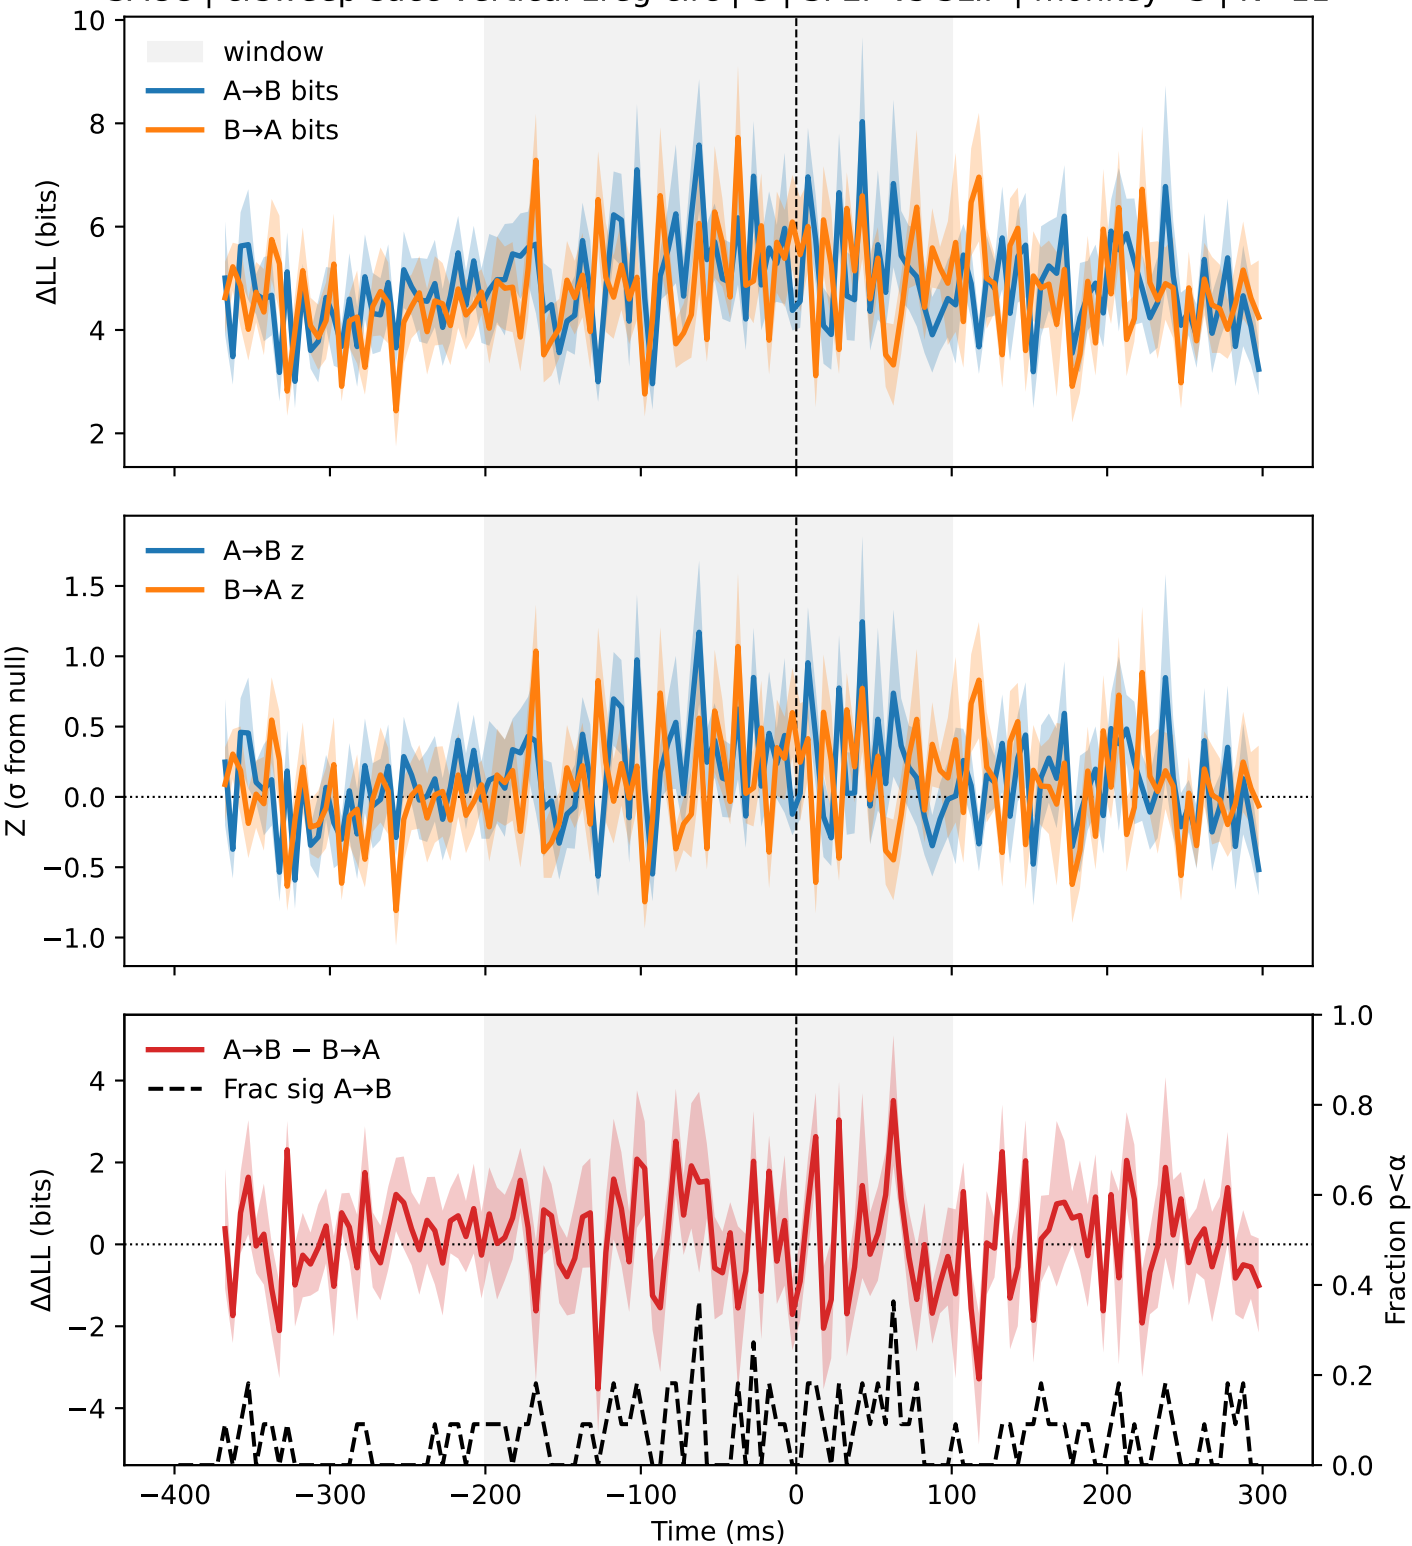 10
8
6
4
2
ΔLL (bits)
window
A→B bits
B→A bits
1.5
1.0
0.5
0.0
−0.5
−1.0
Z (σ from null)
A→B z
B→A z
4
2
0
−2
−4
ΔΔLL (bits)
A→B − B→A
Frac sig A→B
1.0
0.8
0.6
0.4
0.2
0.0
Fraction p<α
−400 −300 −200 −100 0 100 200 300
Time (ms)